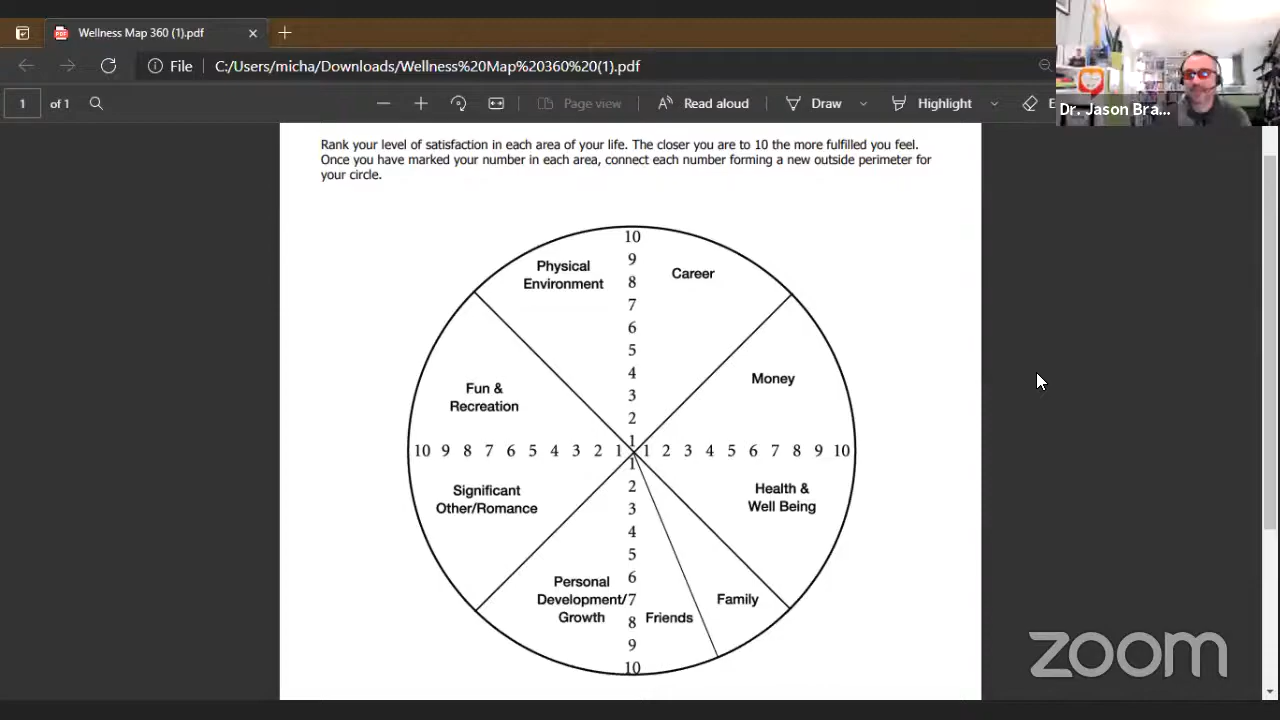 Wellness Map 360 (1).pdf
File
C:/Users/micha/Downloads/Wellness%20Map%20360%20(1).pdf
1
of 1
Page view
Read aloud
Draw
Highlight
Dr. Jason Bra...
Rank your level of satisfaction in each area of your life. The closer you are to 10 the more fulfilled you feel.
Once you have marked your number in each area, connect each number forming a new outside perimeter for
your circle.
10
9
8
7
6
5
4
3
2
1
Physical
Environment
Career
Fun &
Recreation
Money
10 9 8 7 6 5 4 3 2 1 1 2 3 4 5 6 7 8 9 10
Significant
Other/Romance
Health &
Well Being
1
2
3
4
5
6
7
8
9
10
Personal
Development/
Growth
Friends
Family
zoom